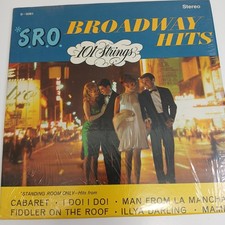 Stereo
"S.R.O.
BROADWAY
HITS
101 Strings
"STANDING ROOM ONLY"—hits from
CABARET • I DO! I DO! • MAN FROM LA MANCHA
FIDDLER ON THE ROOF • ILLYA DARLING •